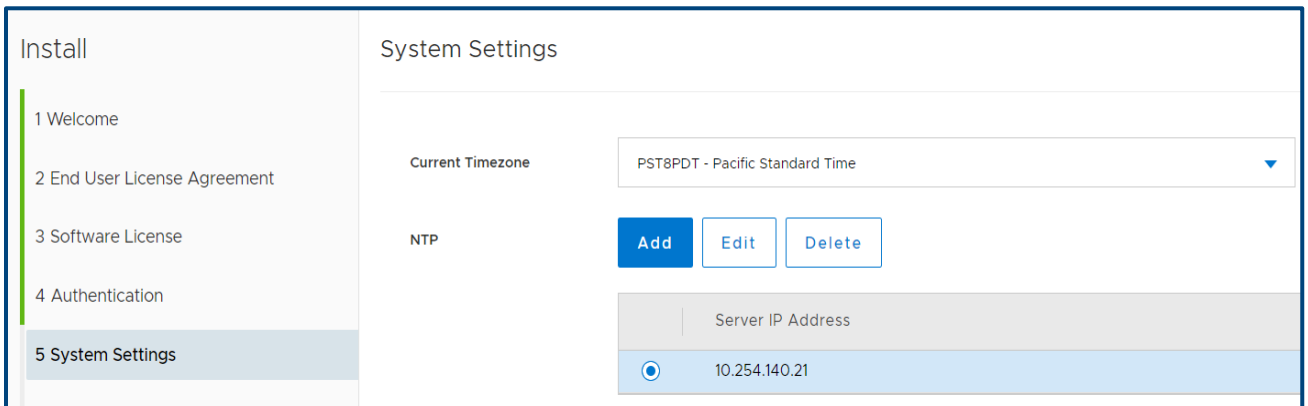 Install
1 Welcome
2 End User License Agreement
3 Software License
4 Authentication
5 System Settings
System Settings
Current Timezone
PST8PDT - Pacific Standard Time
NTP
Add Edit Delete
Server IP Address
10.254.140.21